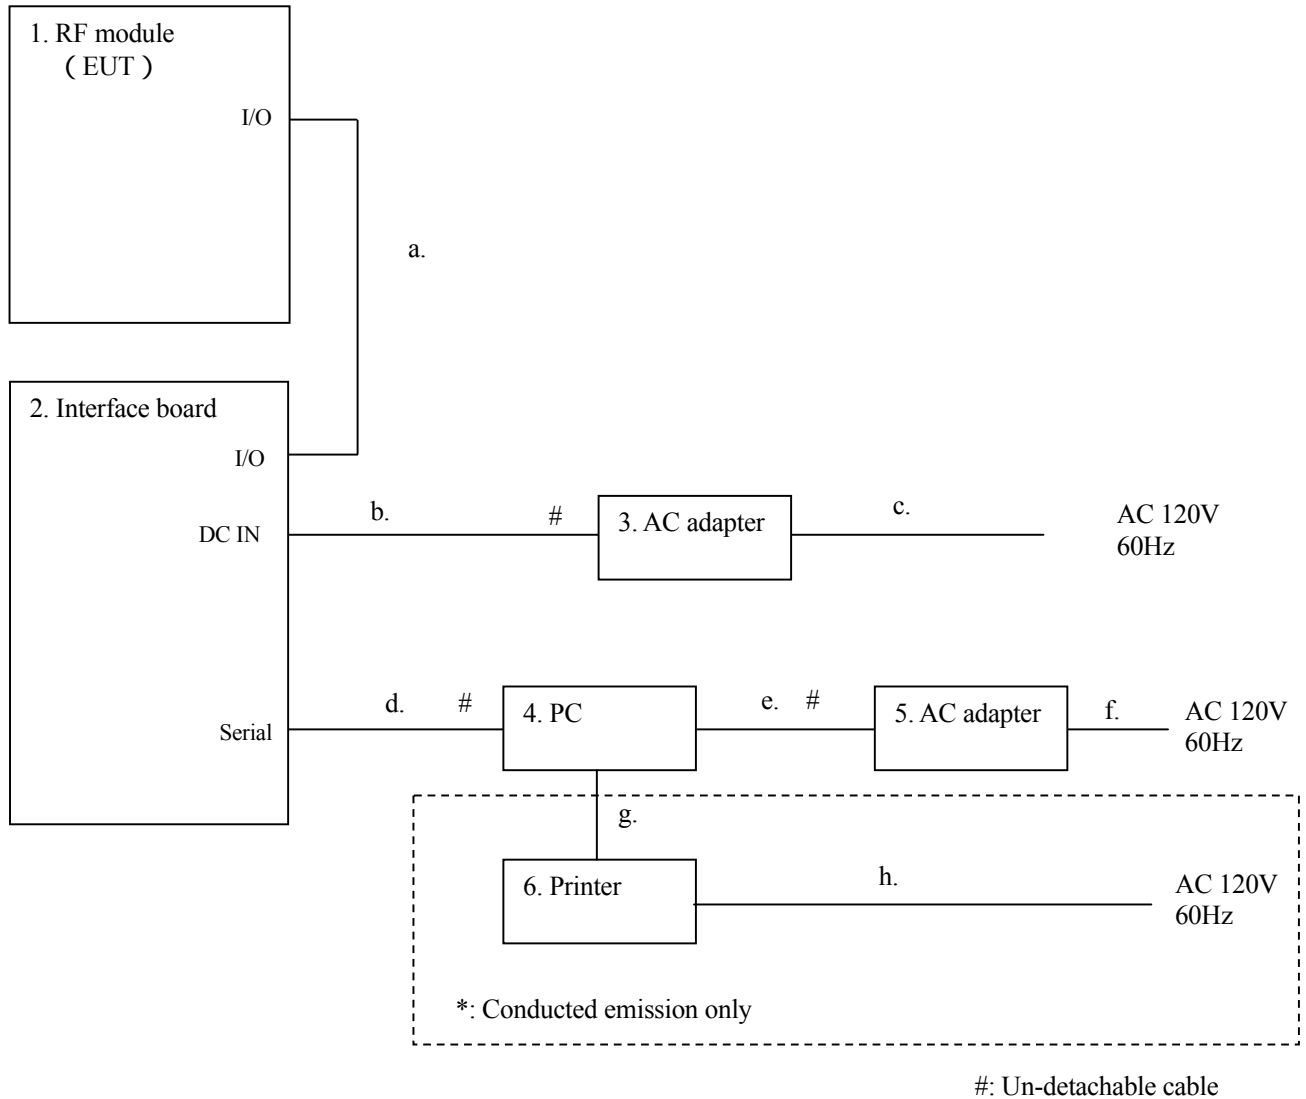 1. RF module
( EUT )
I/O
a.
2. Interface board
I/O
DC IN
b.
#
3. AC adapter
c.
AC 120V
60Hz
Serial
d.
#
4. PC
e.
#
5. AC adapter
f.
AC 120V
60Hz
g.
6. Printer
h.
AC 120V
60Hz
*: Conducted emission only
#: Un-detachable cable